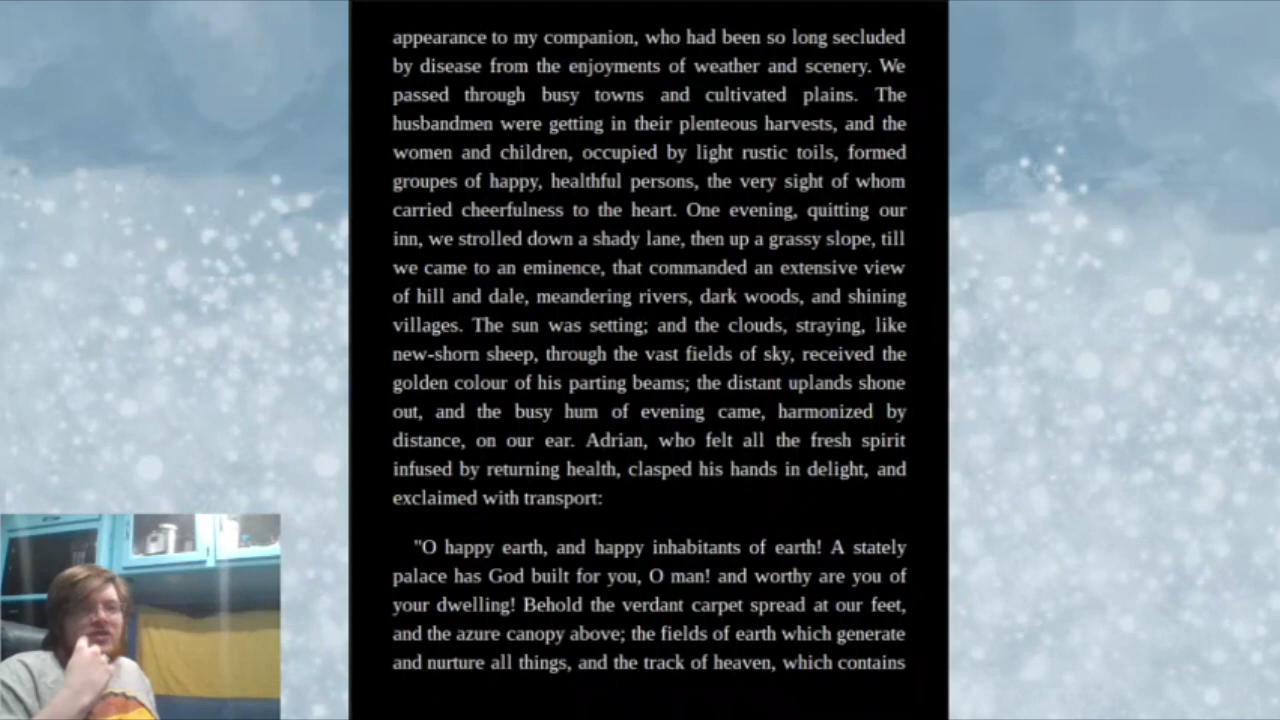 appearance to my companion, who had been so long secluded
by disease from the enjoyments of weather and scenery. We
passed through busy towns and cultivated plains. The
husbandmen were getting in their plenteous harvests, and the
women and children, occupied by light rustic toils, formed
groupes of happy, healthful persons, the very sight of whom
carried cheerfulness to the heart. One evening, quitting our
inn, we strolled down a shady lane, then up a grassy slope, till
we came to an eminence, that commanded an extensive view
of hill and dale, meandering rivers, dark woods, and shining
villages. The sun was setting; and the clouds, straying, like
new-shorn sheep, through the vast fields of sky, received the
golden colour of his parting beams; the distant uplands shone
out, and the busy hum of evening came, harmonized by
distance, on our ear. Adrian, who felt all the fresh spirit
infused by returning health, clasped his hands in delight, and
exclaimed with transport:
"O happy earth, and happy inhabitants of earth! A stately
palace has God built for you, O man! and worthy are you of
your dwelling! Behold the verdant carpet spread at our feet,
and the azure canopy above; the fields of earth which generate
and nurture all things, and the track of heaven, which contains